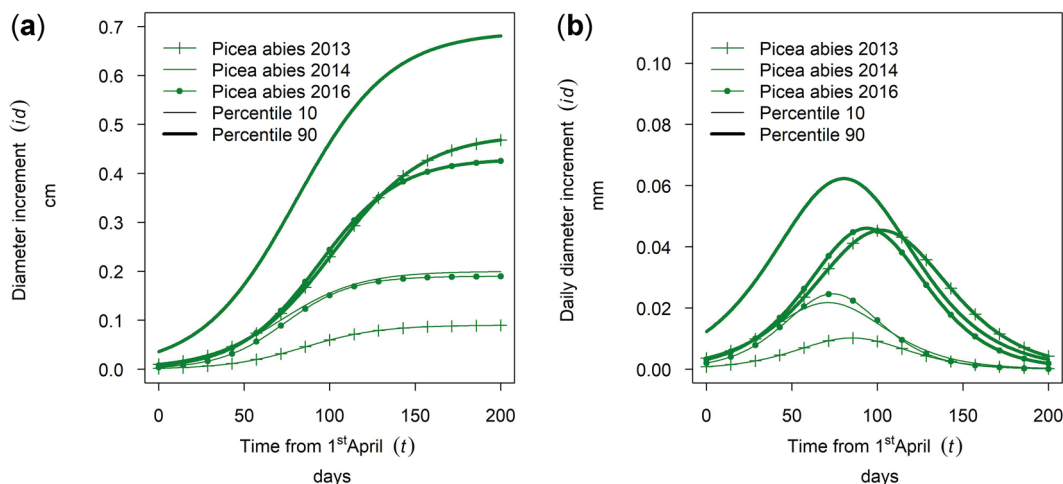 (a)
Picea abies 2013
Picea abies 2014
Picea abies 2016
Percentile 10
Percentile 90
Diameter increment (id)
cm
0.7
0.6
0.5
0.4
0.3
0.2
0.1
0.0
0 50 100 150 200
Time from 1stApril (t)
days
(b)
Picea abies 2013
Picea abies 2014
Picea abies 2016
Percentile 10
Percentile 90
Daily diameter increment (id)
mm
0.10
0.08
0.06
0.04
0.02
0.00
0 50 100 150 200
Time from 1stApril (t)
days